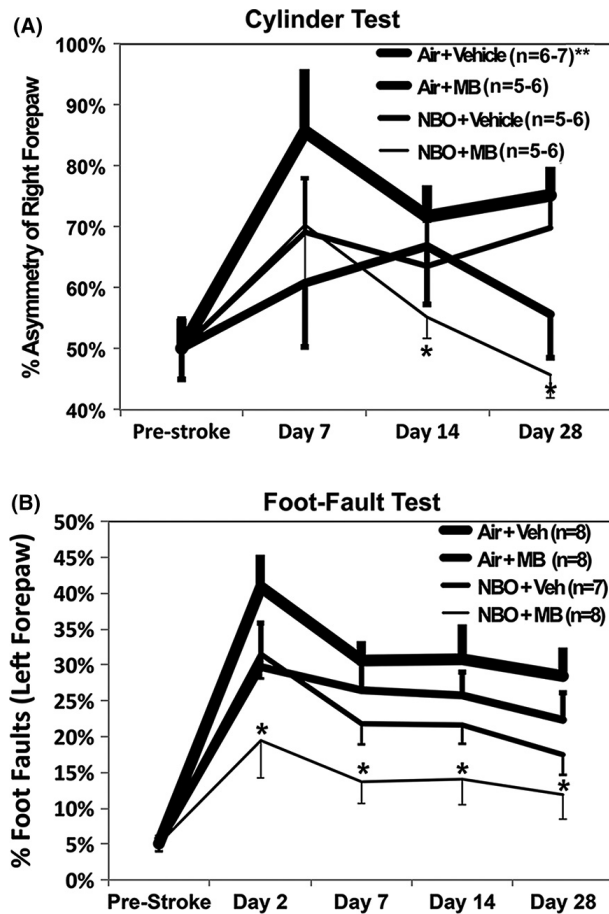 (A)
Cylinder Test
% Asymmetry of Right Forepaw
100%
90%
80%
70%
60%
50%
40%
Air+Vehicle (n=6-7)**
Air+MB (n=5-6)
NBO+Vehicle (n=5-6)
NBO+MB (n=5-6)
*
*
Pre-stroke Day 7 Day 14 Day 28
(B)
Foot-Fault Test
% Foot Faults (Left Forepaw)
50%
45%
40%
35%
30%
25%
20%
15%
10%
5%
0%
Air+Veh (n=8)
Air+MB (n=8)
NBO+Veh (n=7)
NBO+MB (n=8)
* * * *
Pre-Stroke Day 2 Day 7 Day 14 Day 28